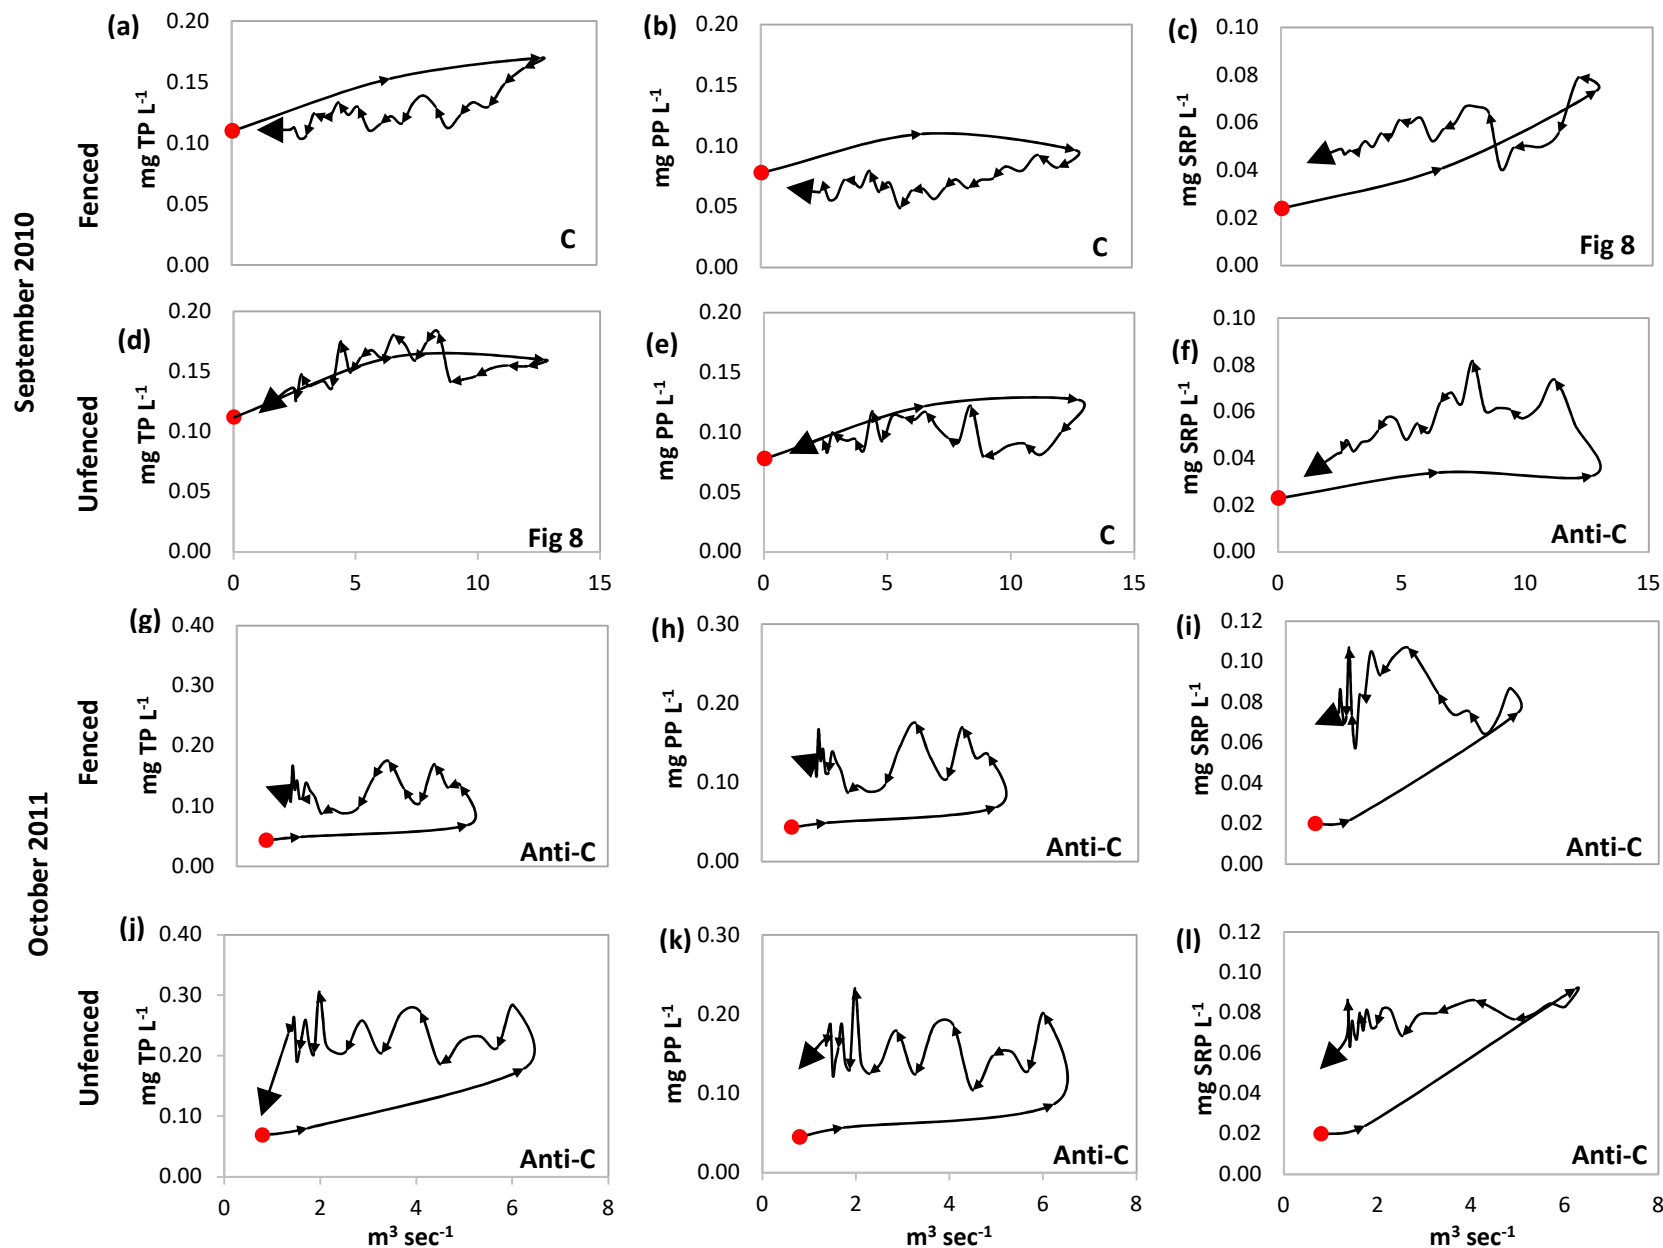 September 2010
Fenced
(a)
mg TP L-1
0.20
0.15
0.10
0.05
0.00
C
(b)
mg PP L-1
0.20
0.15
0.10
0.05
0.00
C
(c)
mg SRP L-1
0.10
0.08
0.06
0.04
0.02
0.00
Fig 8
Unfenced
(d)
mg TP L-1
0.20
0.15
0.10
0.05
0.00
Fig 8
0 5 10 15
(e)
mg PP L-1
0.20
0.15
0.10
0.05
0.00
C
0 5 10 15
(f)
mg SRP L-1
0.10
0.08
0.06
0.04
0.02
0.00
Anti-C
0 5 10 15
October 2011
Fenced
(g)
mg TP L-1
0.40
0.30
0.20
0.10
0.00
Anti-C
(h)
mg PP L-1
0.30
0.20
0.10
0.00
Anti-C
(i)
mg SRP L-1
0.12
0.10
0.08
0.06
0.04
0.02
0.00
Anti-C
Unfenced
(j)
mg TP L-1
0.40
0.30
0.20
0.10
0.00
Anti-C
0 2 4 6 8
m3 sec-1
(k)
mg PP L-1
0.30
0.20
0.10
0.00
Anti-C
0 2 4 6 8
m3 sec-1
(l)
mg SRP L-1
0.12
0.10
0.08
0.06
0.04
0.02
0.00
Anti-C
0 2 4 6 8
m3 sec-1